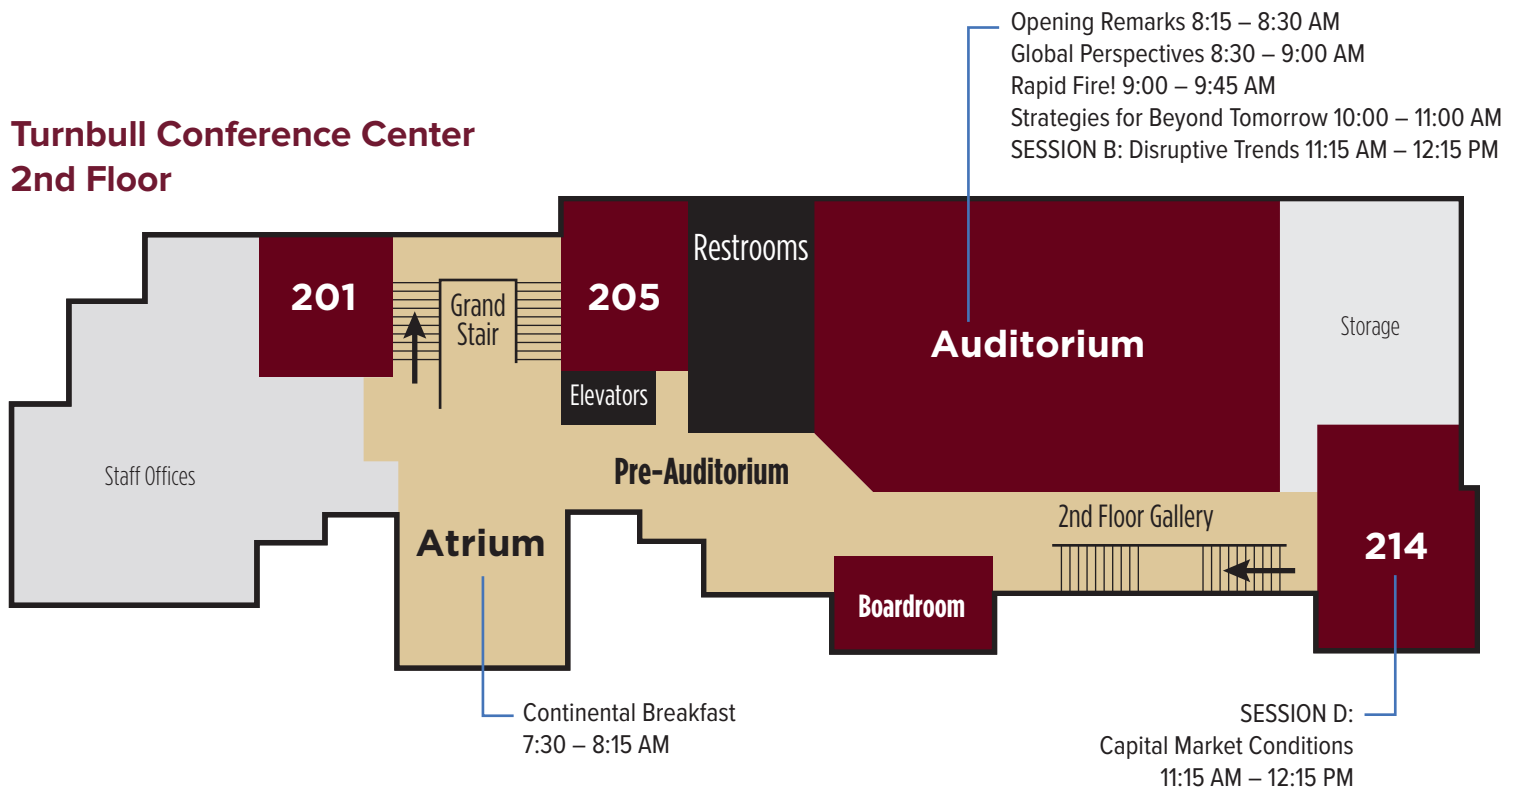 Opening Remarks 8:15 – 8:30 AM
Global Perspectives 8:30 – 9:00 AM
Rapid Fire! 9:00 – 9:45 AM
Strategies for Beyond Tomorrow 10:00 – 11:00 AM
SESSION B: Disruptive Trends 11:15 AM – 12:15 PM
Turnbull Conference Center
2nd Floor
Restrooms
201
205
Grand
Stair
Auditorium
Storage
Elevators
Staff Offices
Pre-Auditorium
2nd Floor Gallery
Atrium
214
Boardroom
Continental Breakfast
7:30 – 8:15 AM
SESSION D:
Capital Market Conditions
11:15 AM – 12:15 PM